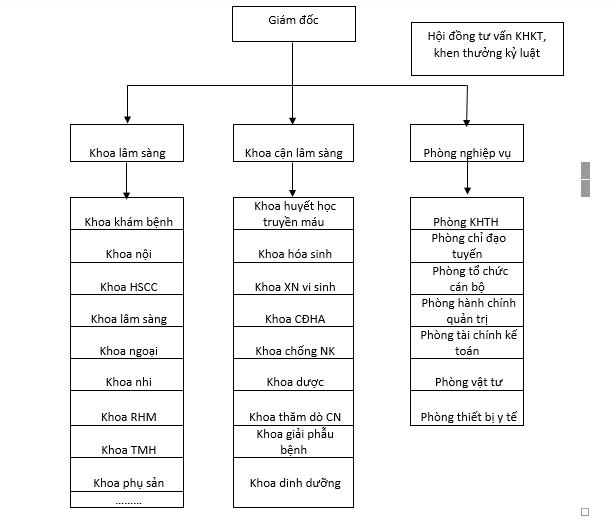 Giám đốc
Hội đồng tư vấn KHKT,
khen thưởng kỷ luật
Khoa lâm sàng
Khoa cận lâm sàng
Phòng nghiệp vụ
Khoa khám bệnh
Khoa nội
Khoa HSCC
Khoa lâm sàng
Khoa ngoại
Khoa nhi
Khoa RHM
Khoa TMH
Khoa phụ sản
.........
Khoa huyết học
truyền máu
Khoa hóa sinh
Khoa XN vi sinh
Khoa CĐHA
Khoa chống NK
Khoa dược
Khoa thăm dò CN
Khoa giải phẫu
bệnh
Khoa dinh dưỡng
Phòng KHTH
Phòng chỉ đạo
tuyến
Phòng tổ chức
cán bộ
Phòng hành chính
quản trị
Phòng tài chính kế
toán
Phòng vật tư
Phòng thiết bị y tế